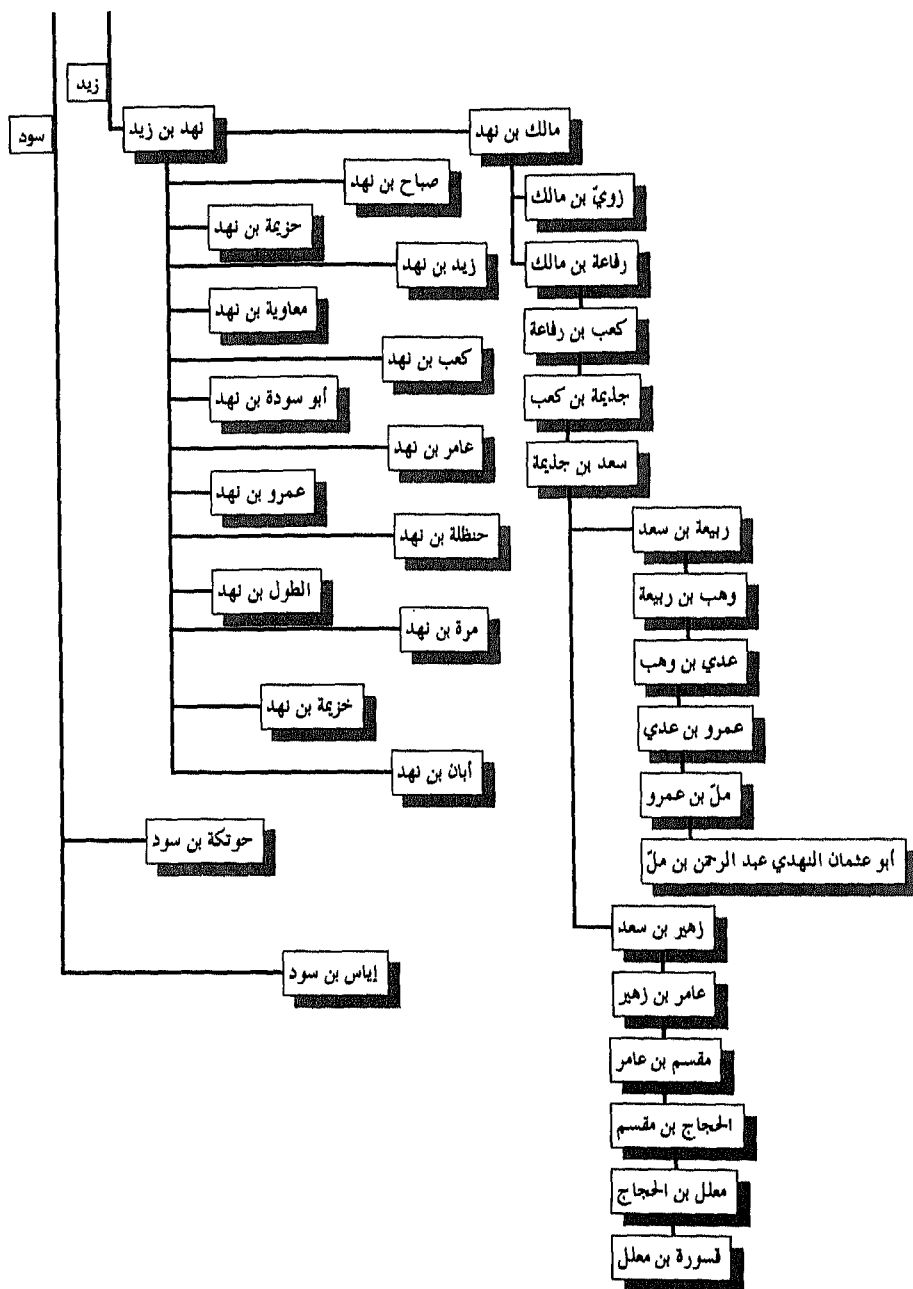 زيد
سود
نهد بن زيد
مالك بن نهد
صباح بن نهد
حزيمة بن نهد
زيد بن نهد
معاوية بن نهد
كعب بن نهد
أبو سودة بن نهد
عامر بن نهد
عمرو بن نهد
حنظلة بن نهد
الطول بن نهد
مرة بن نهد
خزيمة بن نهد
أبان بن نهد
زويّ بن مالك
رفاعة بن مالك
كعب بن رفاعة
جذيمة بن كعب
سعد بن جذيمة
ربيعة بن سعد
وهب بن ربيعة
عدي بن وهب
عمرو بن عدي
ملّ بن عمرو
أبو عثمان النهدي عبد الرحمن بن ملّ
زهير بن سعد
عامر بن زهير
مقسم بن عامر
الحجاج بن مقسم
معلل بن الحجاج
قسورة بن معلل
حوتكة بن سود
إياس بن سود